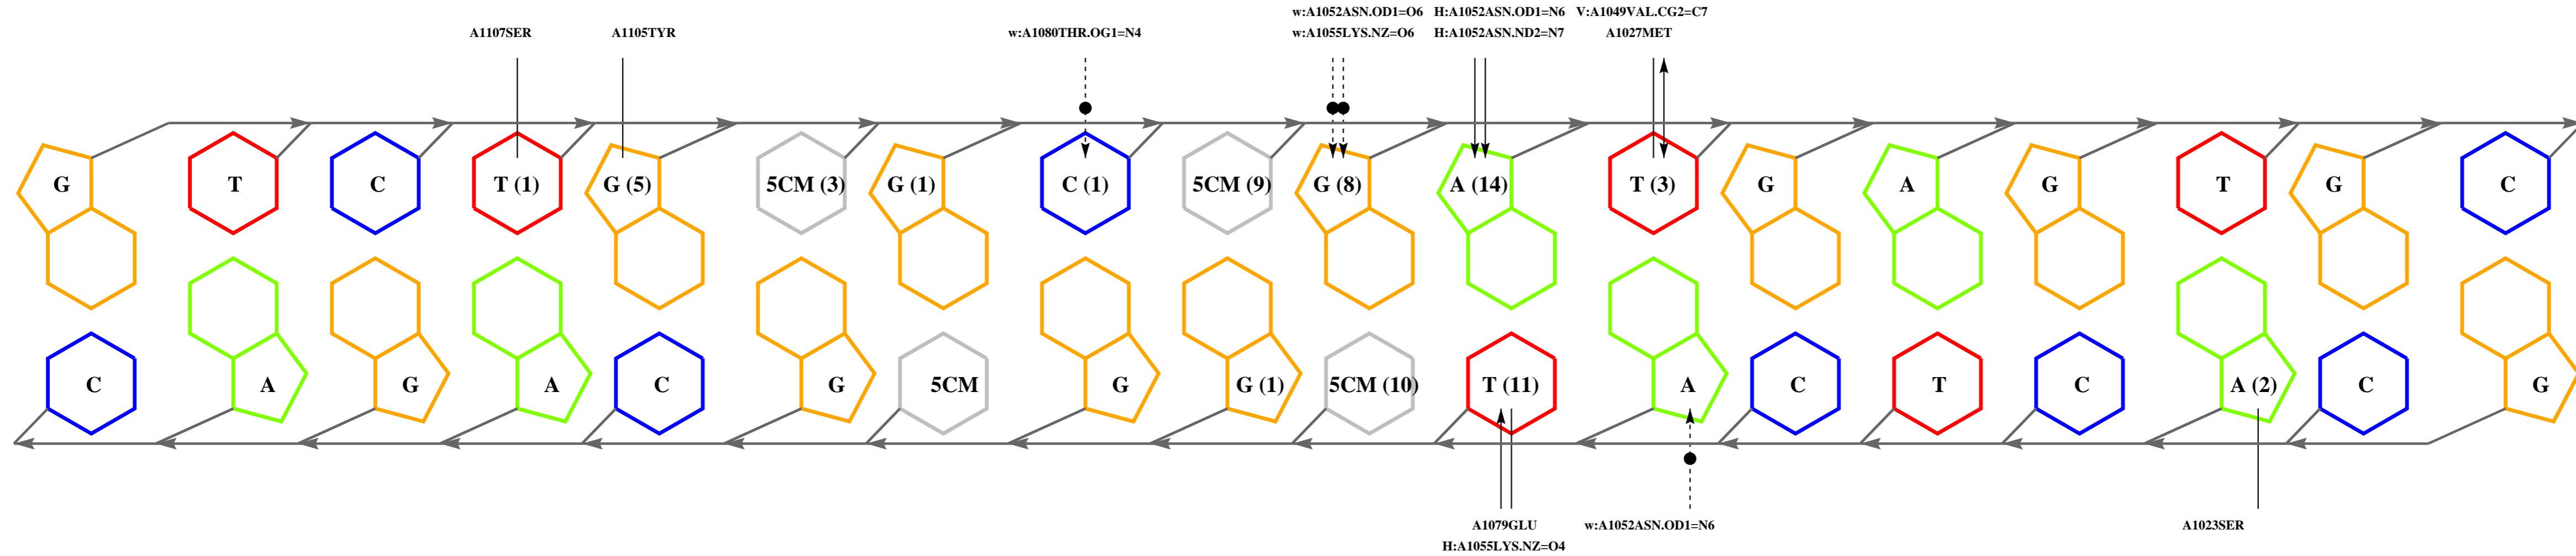 w:A1052ASN.OD1=O6 H:A1052ASN.OD1=N6 V:A1049VAL.CG2=C7
A1107SER A1105TYR w:A1080THR.OG1=N4 w:A1055LYS.NZ=O6 H:A1052ASN.ND2=N7 A1027MET
G T C T (1) G (5) 5CM (3) G (1) C (1) 5CM (9) G (8) A (14) T (3) G A G T G C
C A G A C G 5CM G G (1) 5CM (10) T (11) A C T C A (2) C G
A1079GLU w:A1052ASN.OD1=N6 A1023SER
H:A1055LYS.NZ=O4